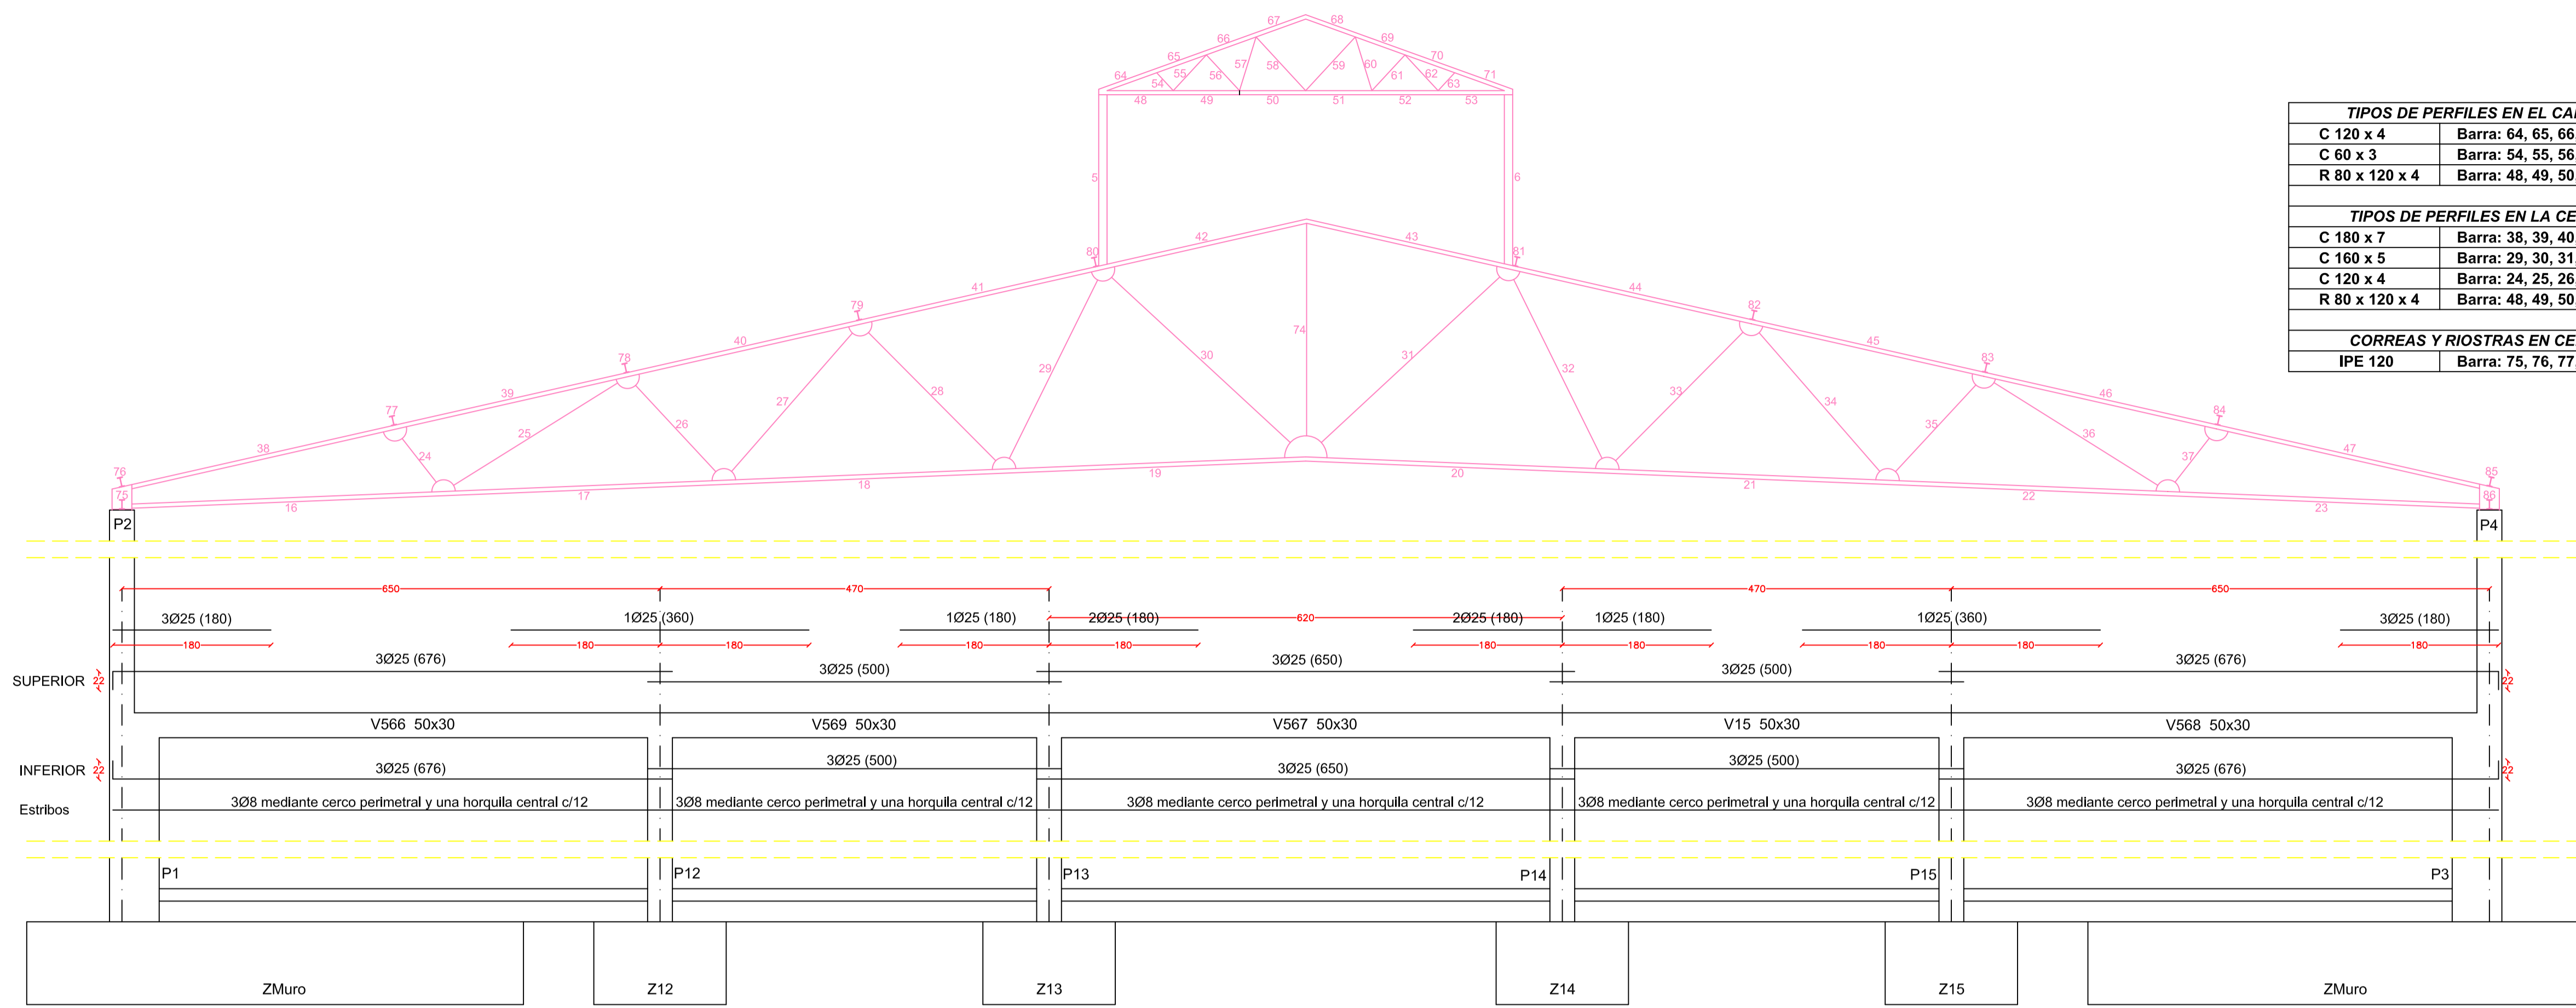 67 68
66 69
65 70
64 55 57 58 59 60 62 71
54 56 61 63
48 49 50 51 52 53
TIPOS DE PERFILES EN EL
C 120 x 4 Barra: 64, 65, 66
C 60 x 3 Barra: 54, 55, 56
R 80 x 120 x 4 Barra: 48, 49, 50
TIPOS DE PERFILES EN LA
C 180 x 7 Barra: 38, 39, 40
C 160 x 5 Barra: 29, 30, 31
C 120 x 4 Barra: 24, 25, 26
R 80 x 120 x 4 Barra: 48, 49, 50
CORREAS Y RIOSTRAS EN
IPE 120 Barra: 75, 76, 77
5 6
42 43
80 81
41 44
79 82
74
40 45
78 29 30 31 32 83
39 27 28 33 34 46
77 26 35 84
38 25 36 47
24 37
76 85
75 86
16 17 18 19 20 21 22 23
P2 P4
650 470 470 650
3Ø25 (180) 1Ø25 (360) 1Ø25 (180) 2Ø25 (180) 620 2Ø25 (180) 1Ø25 (180) 1Ø25 (360) 3Ø25 (180)
180 180 180 180 180 180 180 180 180 180
3Ø25 (676) 3Ø25 (650) 3Ø25 (676)
3Ø25 (500) 3Ø25 (500)
SUPERIOR 22 22
V566 50x30 V569 50x30 V567 50x30 V15 50x30 V568 50x30
3Ø25 (500) 3Ø25 (500)
INFERIOR 22 3Ø25 (676) 3Ø25 (650) 3Ø25 (676) 22
Estribos 3Ø8 mediante cerco perimetral y una horquilla central c/12 3Ø8 mediante cerco perimetral y una horquilla central c/12 3Ø8 mediante cerco perimetral y una horquilla central c/12 3Ø8 mediante cerco perimetral y una horquilla central c/12 3Ø8 mediante cerco perimetral y una horquilla central c/12
P1 P12 P13 P14 P15 P3
ZMuro Z12 Z13 Z14 Z15 ZMuro